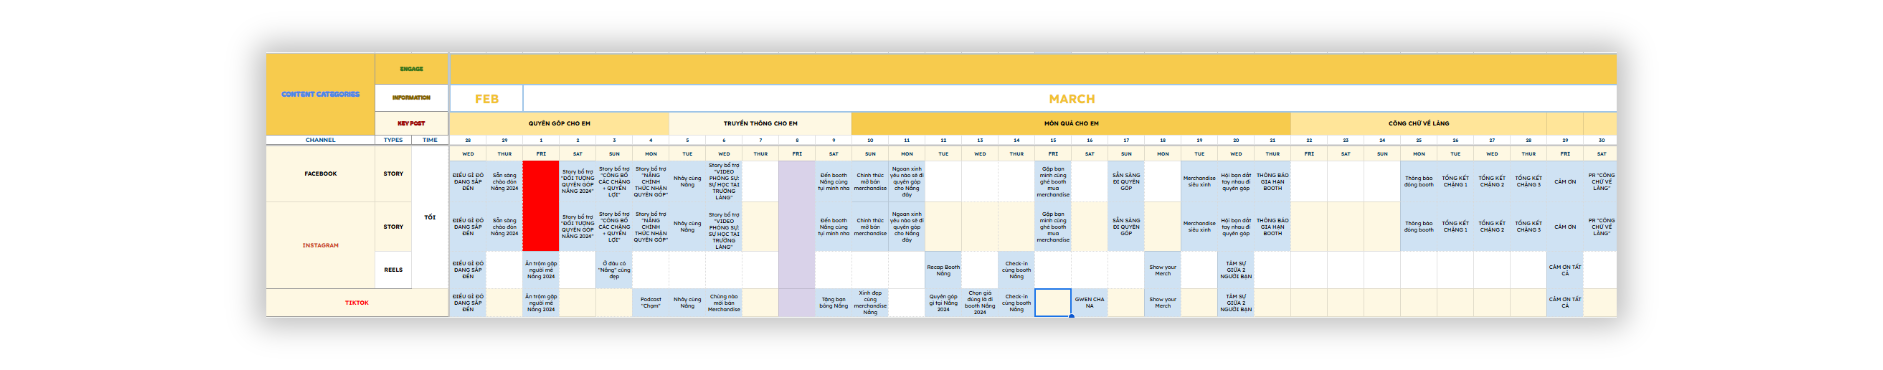 CONTENT CATEGORIES
ENGAGE
INFORMATION
KEY POST
FEB
MARCH
QUYÊN GÓP CHO EM
TRUYỀN THÔNG CHO EM
MÓN QUÀ CHO EM
CÕNG CHỮ VỀ LÀNG
CHANNEL TYPES TIME 28 29 1 2 3 4 5 6 7 8 9 10 11 12 13 14 15 16 17 18 19 20 21 22 23 24 25 26 27 28 29 30
WED THUR FRI SAT SUN MON TUE WED THUR FRI SAT SUN MON TUE WED THUR FRI SAT SUN MON TUE WED THUR FRI SAT SUN MON TUE WED THUR FRI SAT
FACEBOOK
STORY
TỐI
ĐIỀU GÌ ĐÓ ĐANG SẮP ĐẾN
Sẵn sàng chào đón Nắng 2024
Story bổ trợ "ĐỐI TƯỢNG QUYÊN GÓP NẮNG 2024"
Story bổ trợ "CÔNG BỐ CÁC CHẶNG + QUYỀN LỢI"
Story bổ trợ "NẮNG CHÍNH THỨC NHẬN QUYÊN GÓP"
Nhảy cùng Nắng
Story bổ trợ "VIDEO PHÓNG SỰ: SỰ HỌC TẠI TRƯỜNG LÀNG"
Đến booth Nắng cùng tụi mình nha
Chính thức mở bán merchandise
Ngoan xinh yêu nào sẽ đi quyên góp cho Nắng đây
Gặp bạn mình cùng ghé booth mua merchandise
SẴN SÀNG ĐI QUYÊN GÓP
Merchandise siêu xinh
Hội bạn dắt tay nhau đi quyên góp
THÔNG BÁO GIA HẠN BOOTH
Thông báo đóng booth
TỔNG KẾT CHẶNG 1
TỔNG KẾT CHẶNG 2
TỔNG KẾT CHẶNG 3
CẢM ƠN
PR "CÕNG CHỮ VỀ LÀNG"
INSTAGRAM
STORY
ĐIỀU GÌ ĐÓ ĐANG SẮP ĐẾN
Sẵn sàng chào đón Nắng 2024
Story bổ trợ "ĐỐI TƯỢNG QUYÊN GÓP NẮNG 2024"
Story bổ trợ "CÔNG BỐ CÁC CHẶNG + QUYỀN LỢI"
Story bổ trợ "NẮNG CHÍNH THỨC NHẬN QUYÊN GÓP"
Nhảy cùng Nắng
Story bổ trợ "VIDEO PHÓNG SỰ: SỰ HỌC TẠI TRƯỜNG LÀNG"
Đến booth Nắng cùng tụi mình nha
Chính thức mở bán merchandise
Ngoan xinh yêu nào sẽ đi quyên góp cho Nắng đây
Gặp bạn mình cùng ghé booth mua merchandise
SẴN SÀNG ĐI QUYÊN GÓP
Merchandise siêu xinh
Hội bạn dắt tay nhau đi quyên góp
THÔNG BÁO GIA HẠN BOOTH
Thông báo đóng booth
TỔNG KẾT CHẶNG 1
TỔNG KẾT CHẶNG 2
TỔNG KẾT CHẶNG 3
CẢM ƠN
PR "CÕNG CHỮ VỀ LÀNG"
REELS
ĐIỀU GÌ ĐÓ ĐANG SẮP ĐẾN
Ăn trộm gặp người mê Nắng 2024
Ở đâu có "Nắng" cũng đẹp
Recap Booth Nắng
Check-in cùng booth Nắng
Show your Merch
TÂM SỰ GIỮA 2 NGƯỜI BẠN
CẢM ƠN TẤT CẢ
TIKTOK
ĐIỀU GÌ ĐÓ ĐANG SẮP ĐẾN
Ăn trộm gặp người mê Nắng 2024
Podcast "Chạm"
Nhảy cùng Nắng
Chừng nào mới bán Merchandise
Tặng bạn bông Nắng
Xinh đẹp cùng merchandise Nắng
Quyên góp gì tại Nắng 2024
Chọn giá đúng là đi booth Nắng 2024
Check-in cùng booth Nắng
GWEN CHA NA
Show your Merch
TÂM SỰ GIỮA 2 NGƯỜI BẠN
CẢM ƠN TẤT CẢ